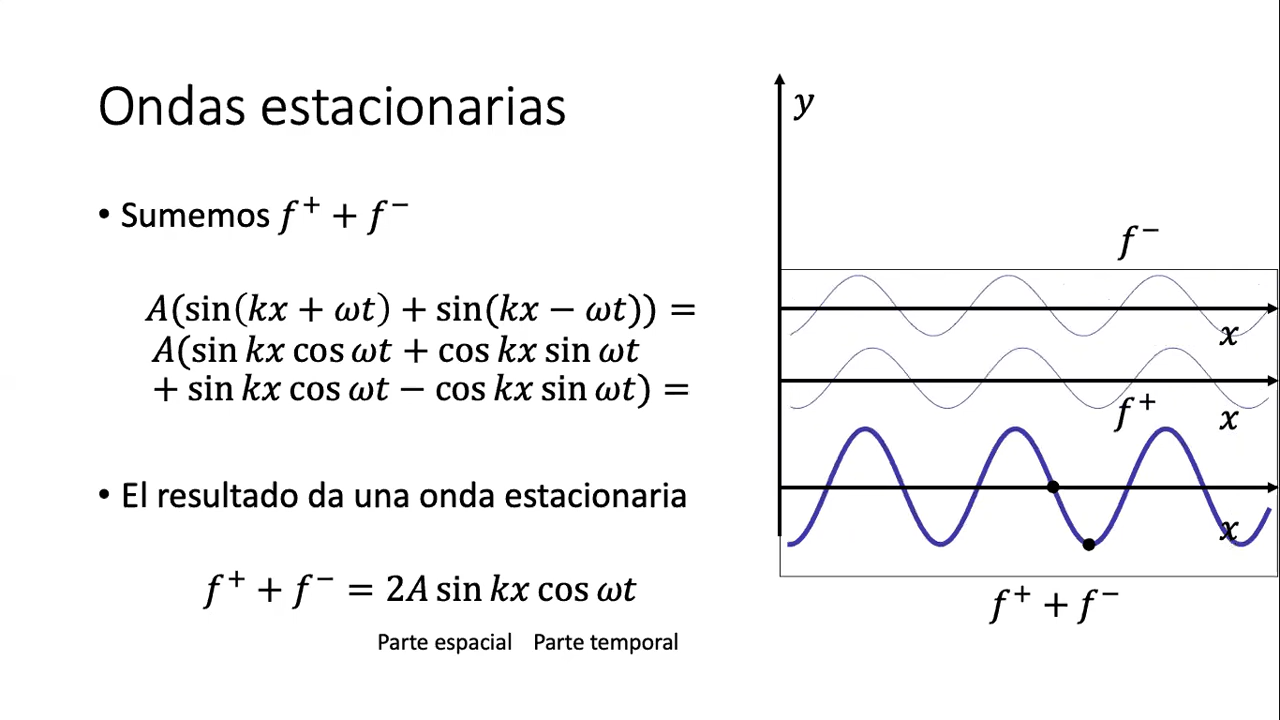 Ondas estacionarias
• Sumemos f⁺ + f⁻
A(sin(kx + ωt) + sin(kx − ωt)) =
A(sin kx cos ωt + cos kx sin ωt
+ sin kx cos ωt − cos kx sin ωt) =
• El resultado da una onda estacionaria
f⁺ + f⁻ = 2A sin kx cos ωt
Parte espacial Parte temporal
y
f⁻
x
f⁺
x
x
f⁺ + f⁻